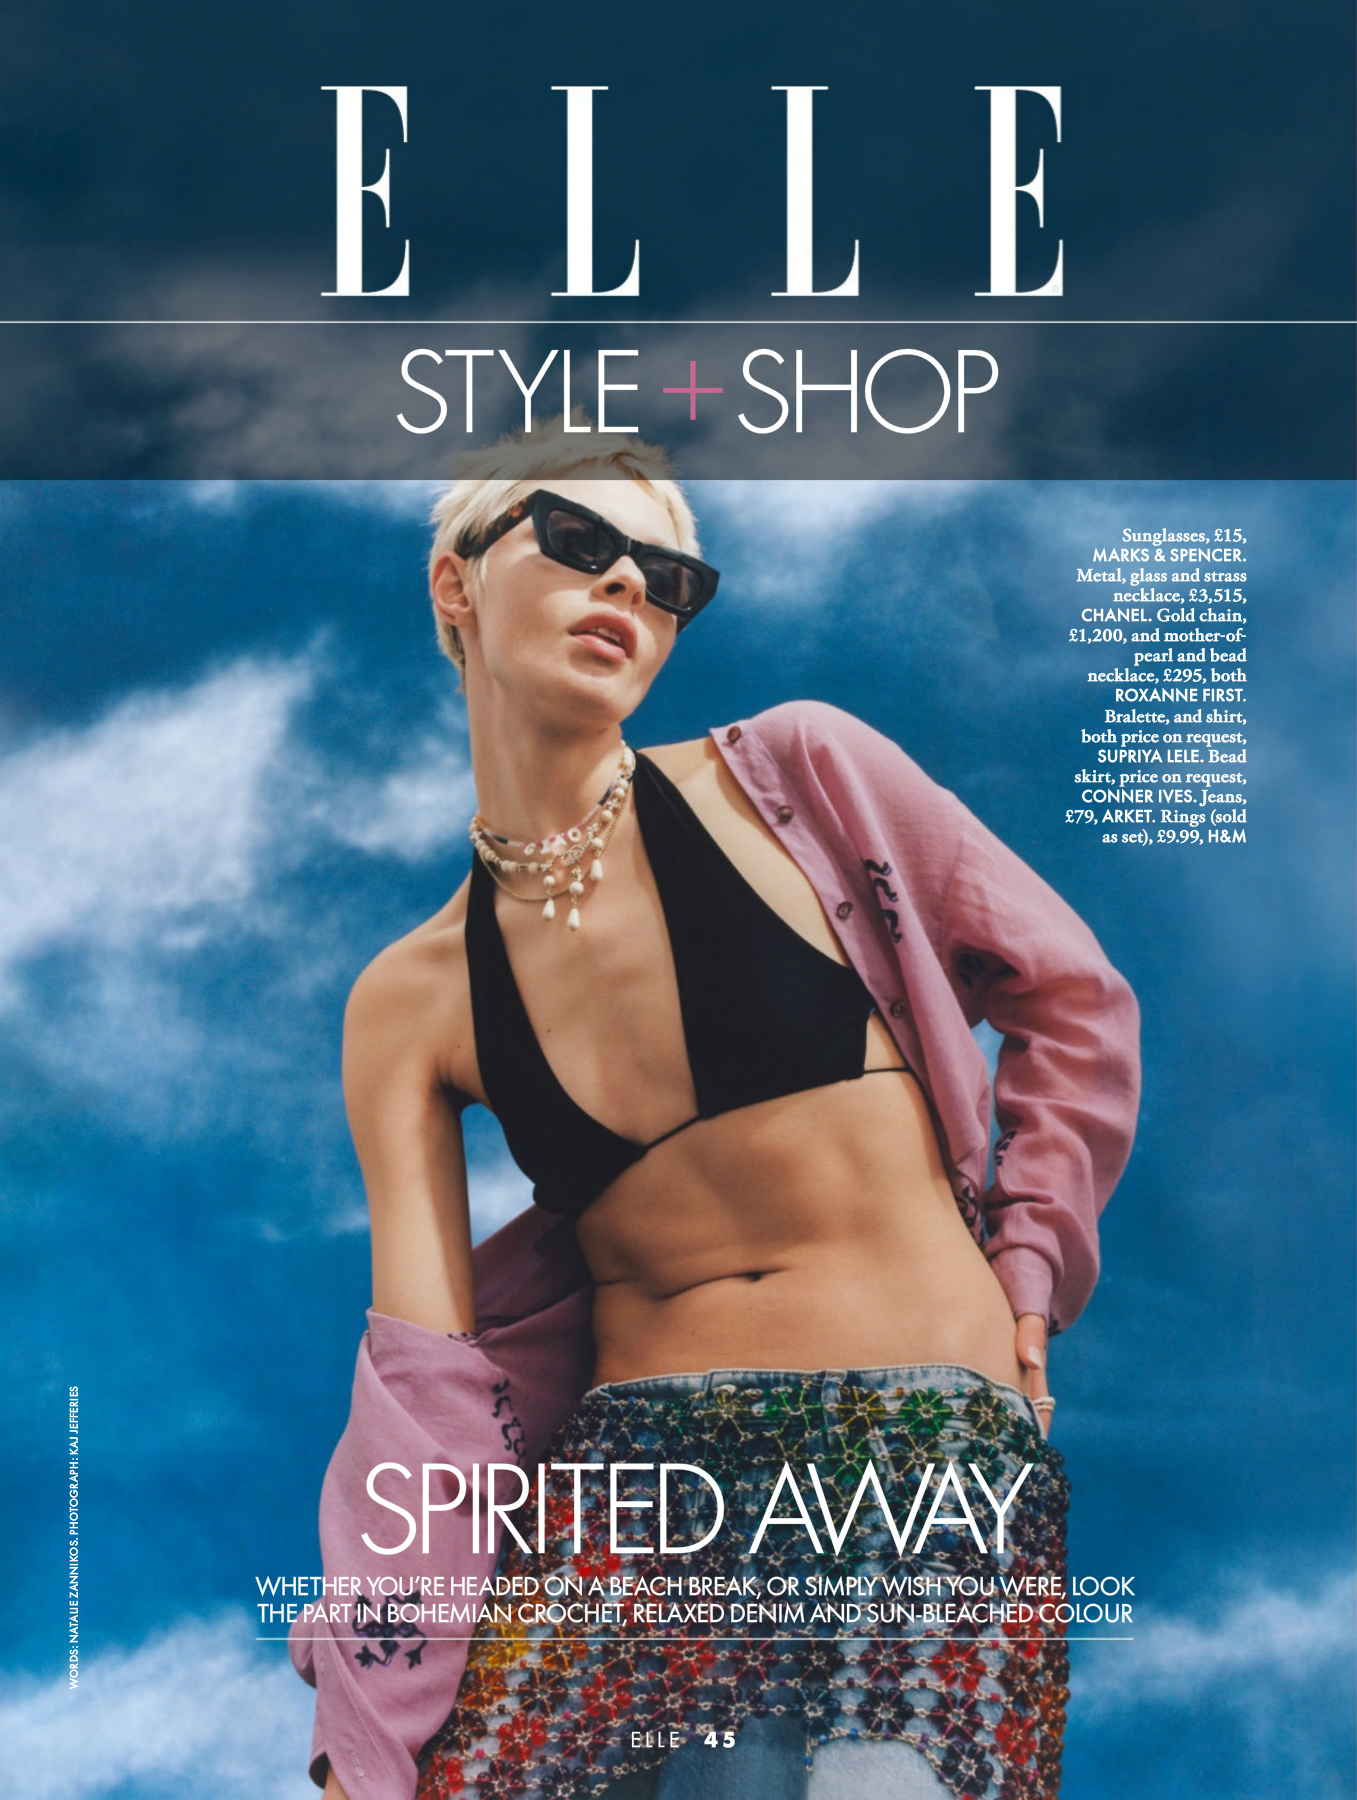 ELLE
STYLE + SHOP
Sunglasses, £15,
MARKS & SPENCER.
Metal, glass and strass
necklace, £3,515,
CHANEL. Gold chain,
£1,200, and mother-of-
pearl and bead
necklace, £295, both
ROXANNE FIRST.
Bralette, and shirt,
both price on request,
SUPRIYA LELE. Bead
skirt, price on request,
CONNER IVES. Jeans,
£79, ARKET. Rings (sold
as set), £9.99, H&M
WORDS: NATALIE ZANNIKOS. PHOTOGRAPH: KAJ JEFFERIES
SPIRITED AWAY
WHETHER YOU'RE HEADED ON A BEACH BREAK, OR SIMPLY WISH YOU WERE, LOOK
THE PART IN BOHEMIAN CROCHET, RELAXED DENIM AND SUN-BLEACHED COLOUR
ELLE 45